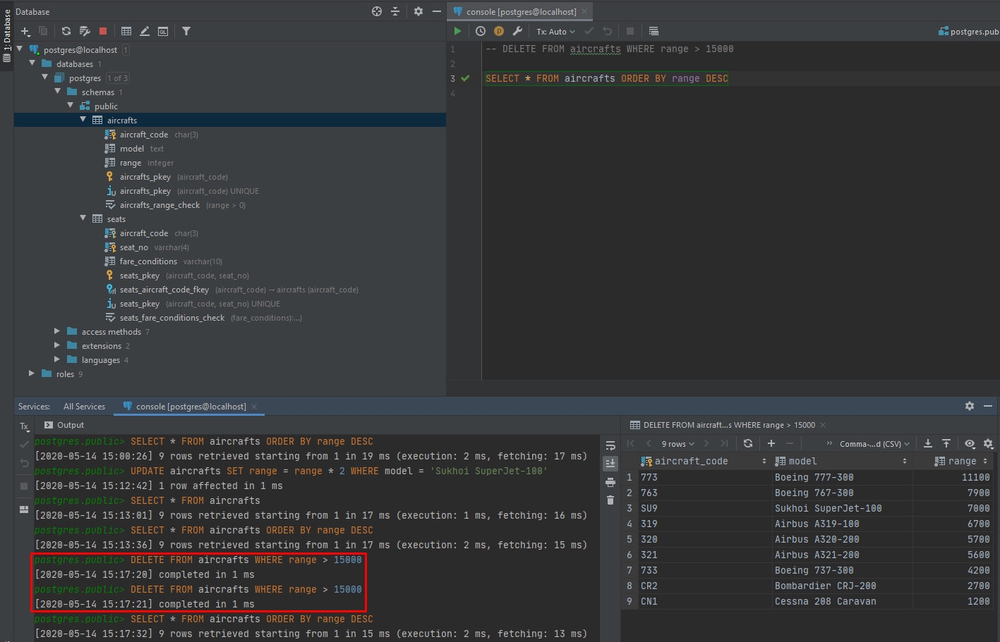 Database
1: Database
postgres@localhost 1
databases 1
postgres 1 of 3
schemas 1
public
aircrafts
aircraft_code char(3)
model text
range integer
aircrafts_pkey (aircraft_code)
aircrafts_pkey (aircraft_code) UNIQUE
aircrafts_range_check (range > 0)
seats
aircraft_code char(3)
seat_no varchar(4)
fare_conditions varchar(10)
seats_pkey (aircraft_code, seat_no)
seats_aircraft_code_fkey (aircraft_code) → aircrafts (aircraft_code)
seats_pkey (aircraft_code, seat_no) UNIQUE
seats_fare_conditions_check (fare_conditions):...)
access methods 7
extensions 2
languages 4
roles 9
console [postgres@localhost]
Tx: Auto
postgres.pub
1 -- DELETE FROM aircrafts WHERE range > 15000
2
3 SELECT * FROM aircrafts ORDER BY range DESC
4
Services: All Services console [postgres@localhost]
Tx
Output
postgres.public> SELECT * FROM aircrafts ORDER BY range DESC
[2020-05-14 15:00:26] 9 rows retrieved starting from 1 in 19 ms (execution: 2 ms, fetching: 17 ms)
postgres.public> UPDATE aircrafts SET range = range * 2 WHERE model = 'Sukhoi SuperJet-100'
[2020-05-14 15:12:42] 1 row affected in 1 ms
postgres.public> SELECT * FROM aircrafts
[2020-05-14 15:13:01] 9 rows retrieved starting from 1 in 17 ms (execution: 1 ms, fetching: 16 ms)
postgres.public> SELECT * FROM aircrafts ORDER BY range DESC
[2020-05-14 15:13:36] 9 rows retrieved starting from 1 in 17 ms (execution: 2 ms, fetching: 15 ms)
postgres.public> DELETE FROM aircrafts WHERE range > 15000
[2020-05-14 15:17:20] completed in 1 ms
postgres.public> DELETE FROM aircrafts WHERE range > 15000
[2020-05-14 15:17:21] completed in 1 ms
postgres.public> SELECT * FROM aircrafts ORDER BY range DESC
[2020-05-14 15:17:32] 9 rows retrieved starting from 1 in 15 ms (execution: 2 ms, fetching: 13 ms)
DELETE FROM aircraft...s WHERE range > 15000
9 rows Comma-...d (CSV)
aircraft_code model range
1 773 Boeing 777-300 11100
2 763 Boeing 767-300 7900
3 SU9 Sukhoi SuperJet-100 7000
4 319 Airbus A319-100 6700
5 320 Airbus A320-200 5700
6 321 Airbus A321-200 5600
7 733 Boeing 737-300 4200
8 CR2 Bombardier CRJ-200 2700
9 CN1 Cessna 208 Caravan 1200